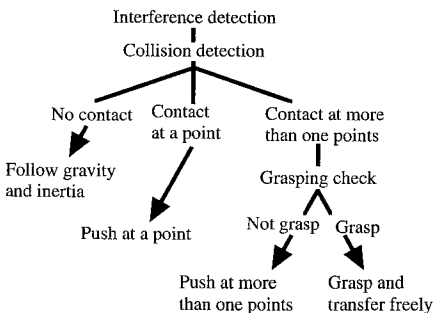 Interference detection
Collision detection
No contact
Contact
at a point
Contact at more
than one points
Follow gravity
and inertia
Grasping check
Push at a point
Not grasp
Grasp
Push at more
than one points
Grasp and
transfer freely